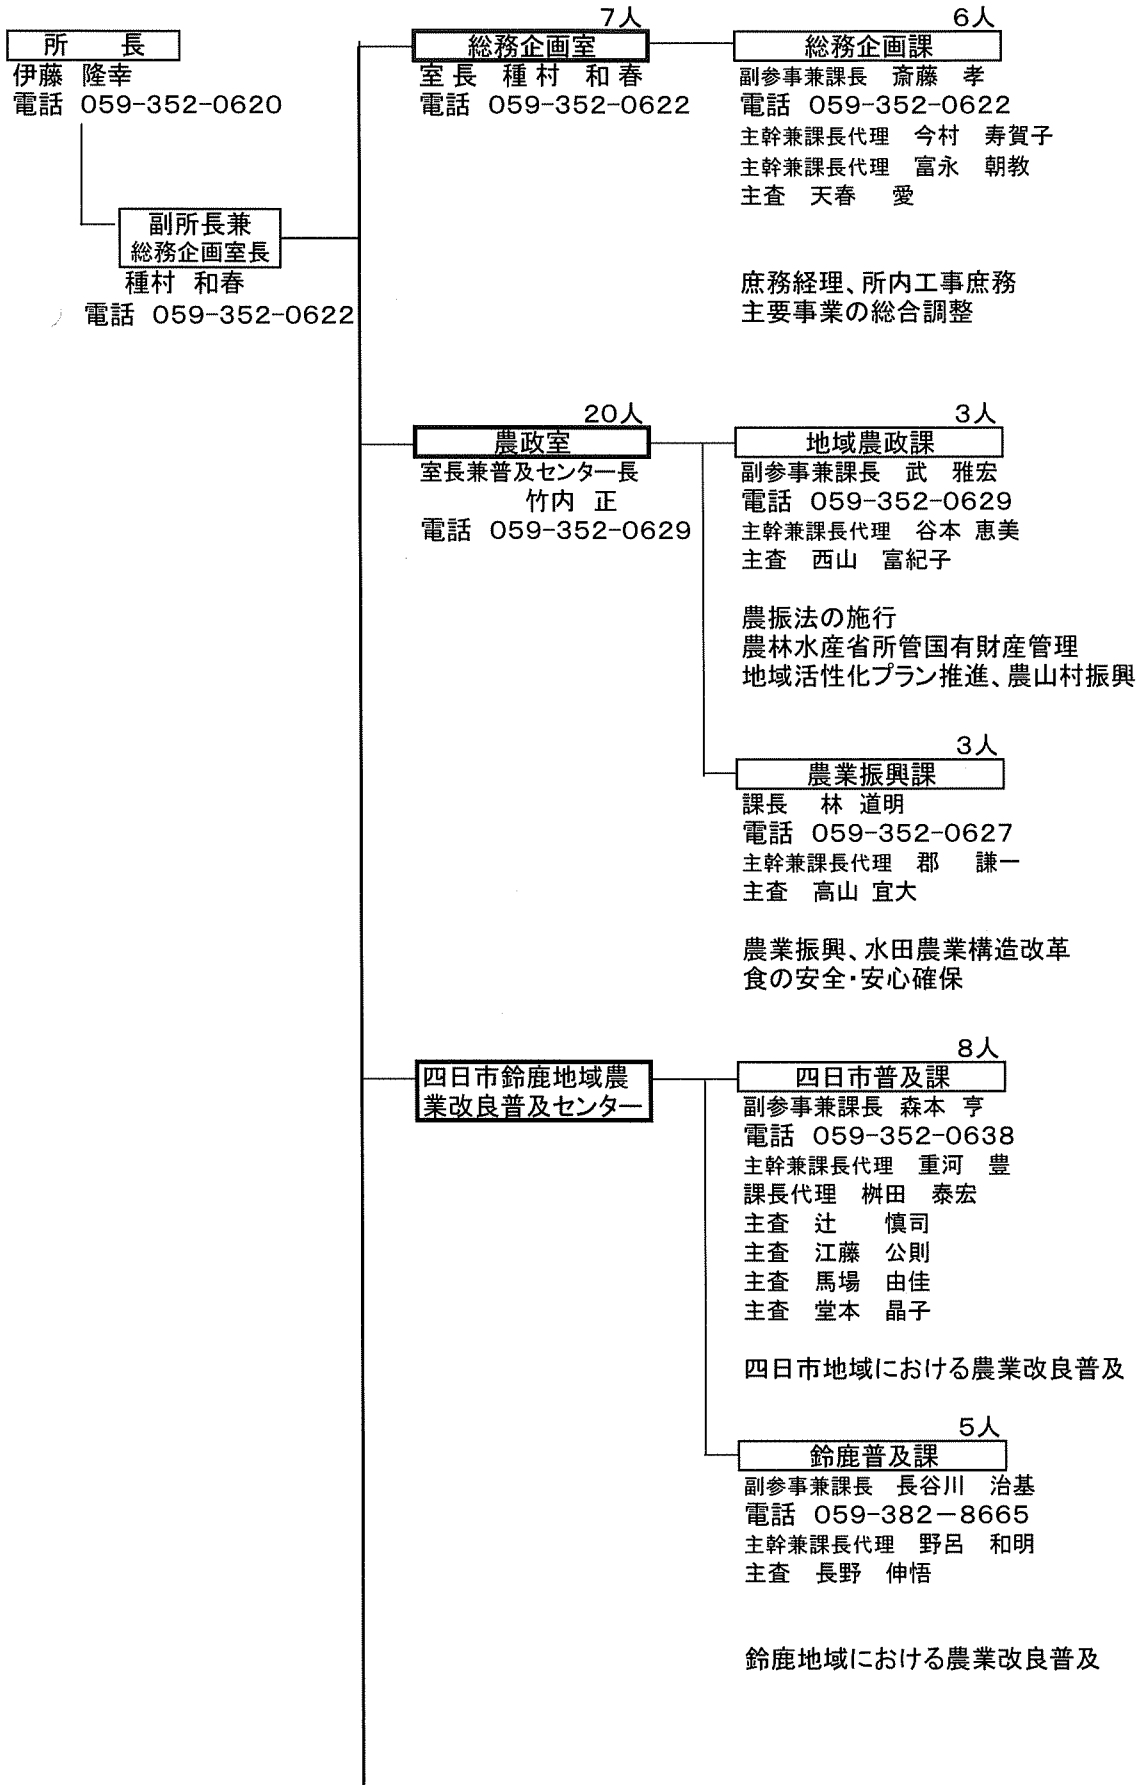 所　　長
伊藤　隆幸
電話　059-352-0620
副所長兼
総務企画室長
種村　和春
電話　059-352-0622
7人
総務企画室
室長　種村　和春
電話　059-352-0622
6人
総務企画課
副参事兼課長　斎藤　孝
電話　059-352-0622
主幹兼課長代理　今村　寿賀子
主幹兼課長代理　富永　朝教
主査　天春　愛
庶務経理、所内工事庶務
主要事業の総合調整
20人
農政室
室長兼普及センター長
竹内　正
電話　059-352-0629
3人
地域農政課
副参事兼課長　武　雅宏
電話　059-352-0629
主幹兼課長代理　谷本　恵美
主査　西山　富紀子
農振法の施行
農林水産省所管国有財産管理
地域活性化プラン推進、農山村振興
3人
農業振興課
課長　林　道明
電話　059-352-0627
主幹兼課長代理　郡　謙一
主査　高山　宜大
農業振興、水田農業構造改革
食の安全・安心確保
四日市鈴鹿地域農
業改良普及センター
8人
四日市普及課
副参事兼課長　森本　亨
電話　059-352-0638
主幹兼課長代理　重河　豊
課長代理　桝田　泰宏
主査　辻　慎司
主査　江藤　公則
主査　馬場　由佳
主査　堂本　晶子
四日市地域における農業改良普及
5人
鈴鹿普及課
副参事兼課長　長谷川　治基
電話　059-382－8665
主幹兼課長代理　野呂　和明
主査　長野　伸悟
鈴鹿地域における農業改良普及